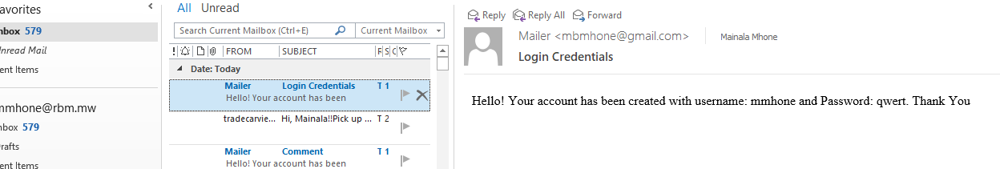 avorites
All Unread
Reply Reply All Forward
nbox 579
Search Current Mailbox (Ctrl+E) Current Mailbox
Mailer <mbmhone@gmail.com> Mainala Mhone
nread Mail
! FROM SUBJECT R S C
Login Credentials
ent Items
Date: Today
Mailer Login Credentials T 1
Hello! Your account has been
Hello! Your account has been created with username: mmhone and Password: qwert. Thank You
mmhone@rbm.mw
tradecarvie... Hi, Mainala!!Pick up ... T 2
nbox 579
rafts
Mailer Comment T 1
ent Items
Hello! Your account has been